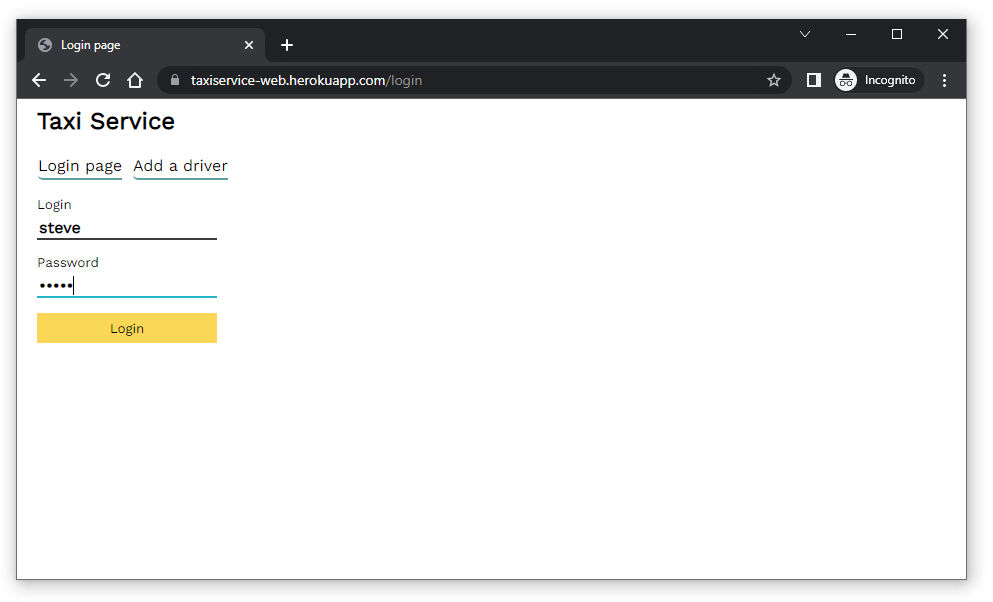 Login page
taxiservice-web.herokuapp.com/login
Incognito
Taxi Service
Login page Add a driver
Login
steve
Password
•••••
Login